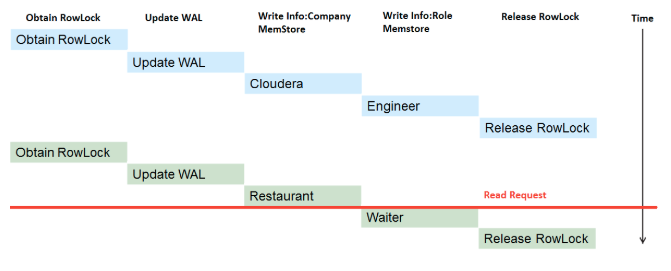 Obtain RowLock
Update WAL
Write Info:Company
MemStore
Write Info:Role
Memstore
Release RowLock
Time
Obtain RowLock
Update WAL
Cloudera
Engineer
Release RowLock
Obtain RowLock
Update WAL
Restaurant
Read Request
Waiter
Release RowLock